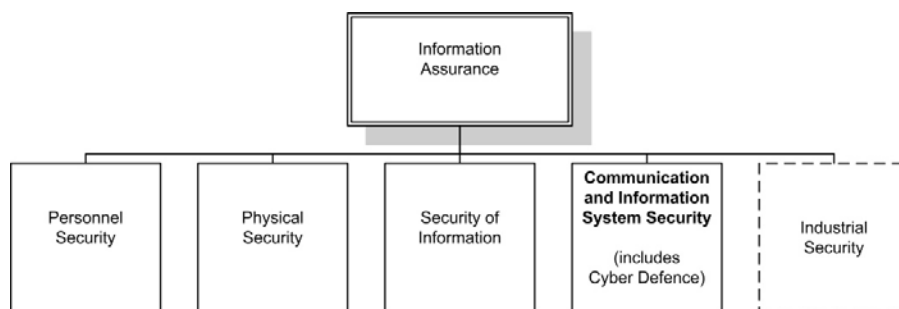 Information
Assurance
Personnel
Security
Physical
Security
Security of
Information
Communication
and Information
System Security
(includes
Cyber Defence)
Industrial
Security